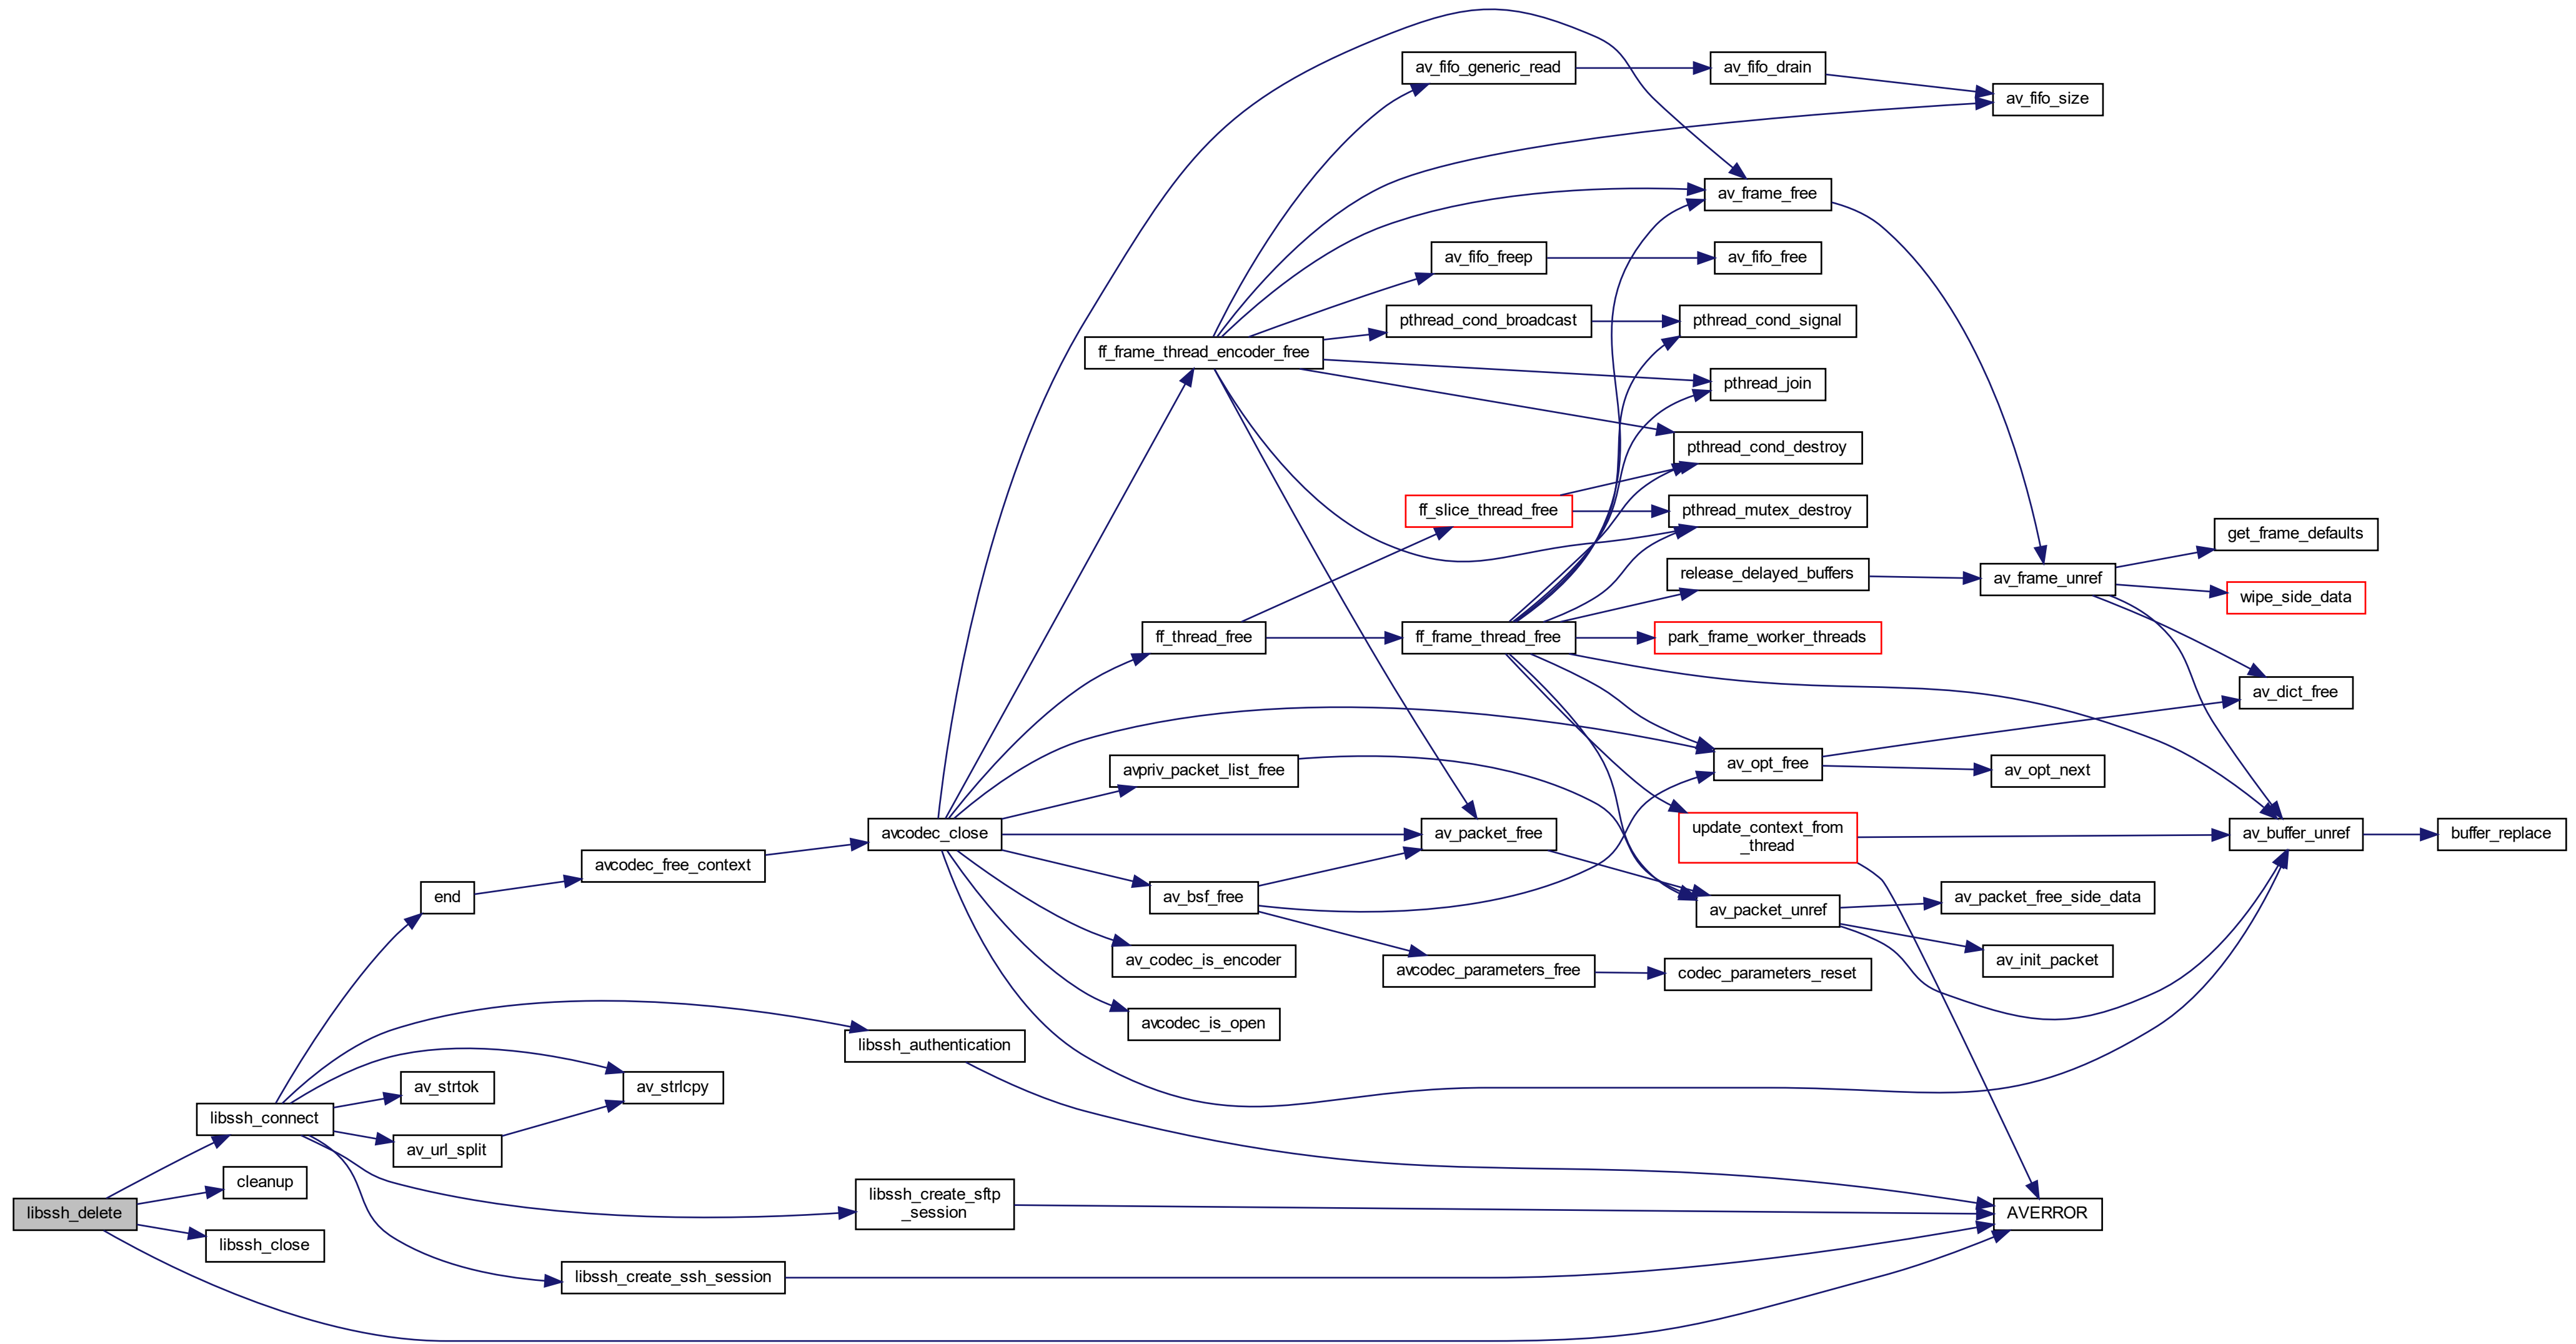 av_fifo_generic_read
av_fifo_drain
av_fifo_size
av_frame_free
av_fifo_freep
av_fifo_free
pthread_cond_broadcast
pthread_cond_signal
ff_frame_thread_encoder_free
pthread_join
pthread_cond_destroy
ff_slice_thread_free
pthread_mutex_destroy
get_frame_defaults
release_delayed_buffers
av_frame_unref
wipe_side_data
ff_thread_free
ff_frame_thread_free
park_frame_worker_threads
av_dict_free
avpriv_packet_list_free
av_opt_free
av_opt_next
avcodec_close
av_packet_free
update_context_from
_thread
av_buffer_unref
buffer_replace
avcodec_free_context
end
av_bsf_free
av_packet_unref
av_packet_free_side_data
av_codec_is_encoder
avcodec_parameters_free
codec_parameters_reset
av_init_packet
avcodec_is_open
libssh_authentication
av_strtok
av_strlcpy
libssh_connect
av_url_split
cleanup
libssh_delete
libssh_create_sftp
_session
AVERROR
libssh_close
libssh_create_ssh_session